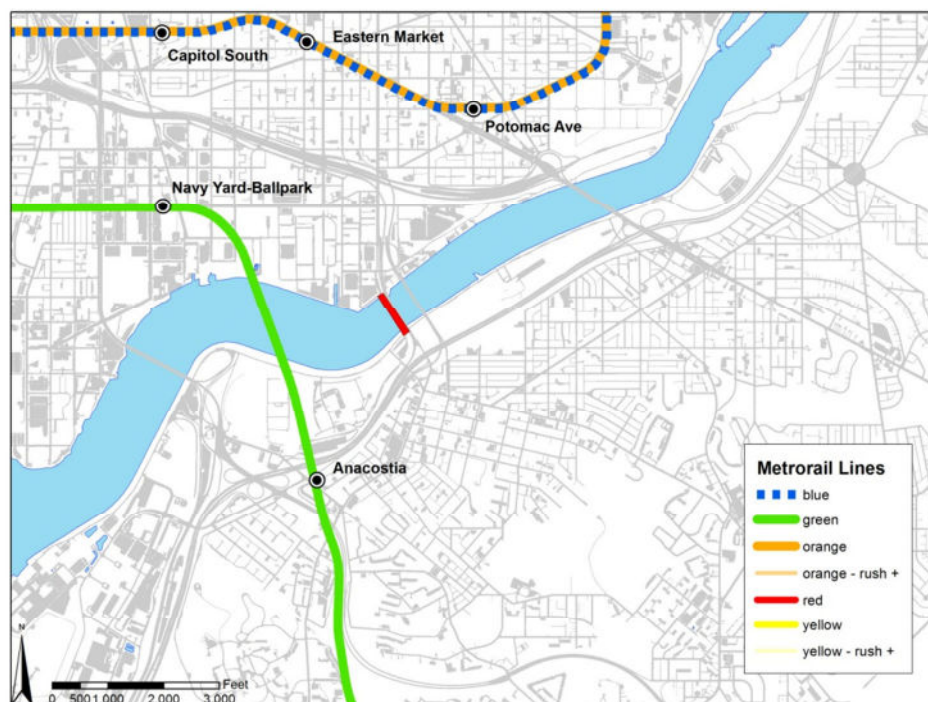 Eastern Market
Capitol South
Potomac Ave
Navy Yard-Ballpark
Anacostia
Metrorail Lines
blue
green
orange
orange - rush +
red
yellow
yellow - rush +
N
Feet
0 500 1,000 2,000 3,000